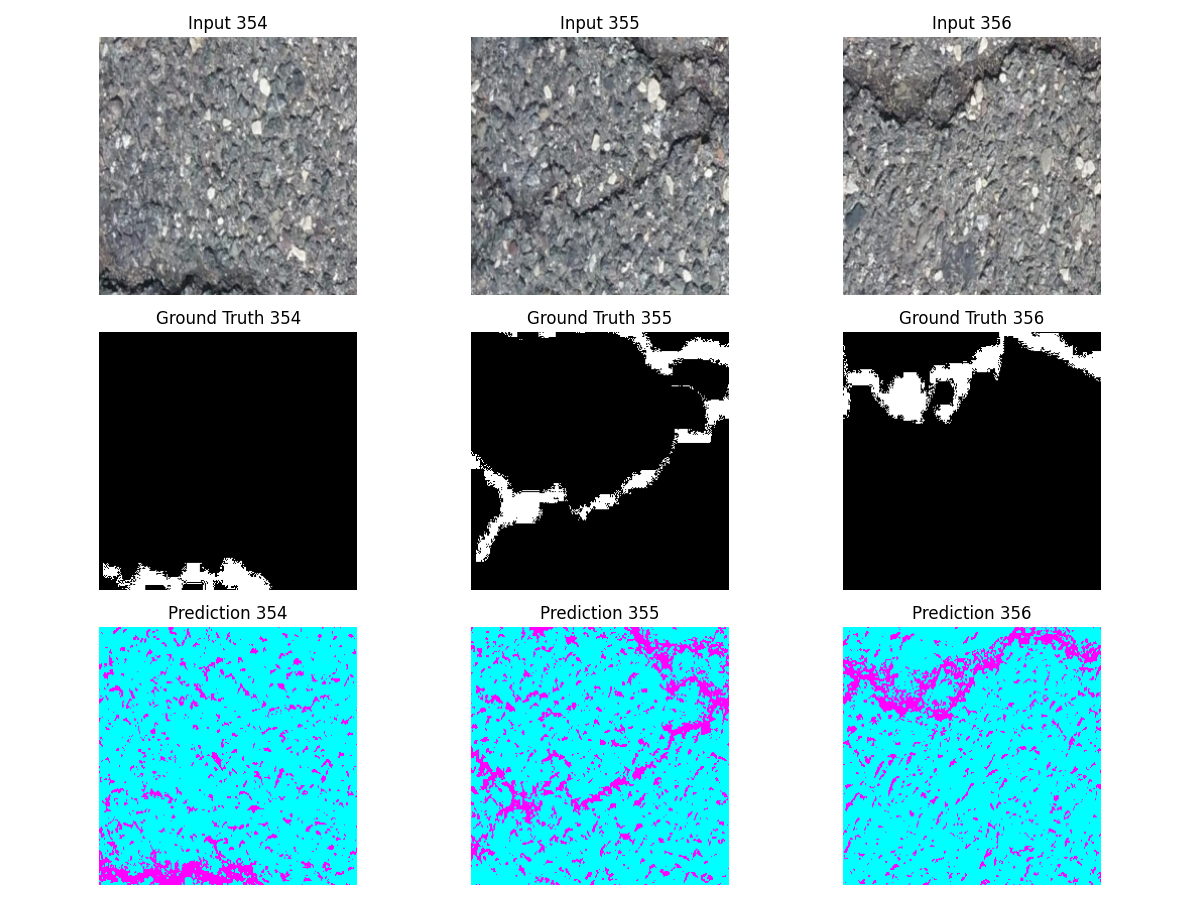 Input 354
Input 355
Input 356
Ground Truth 354
Ground Truth 355
Ground Truth 356
Prediction 354
Prediction 355
Prediction 356